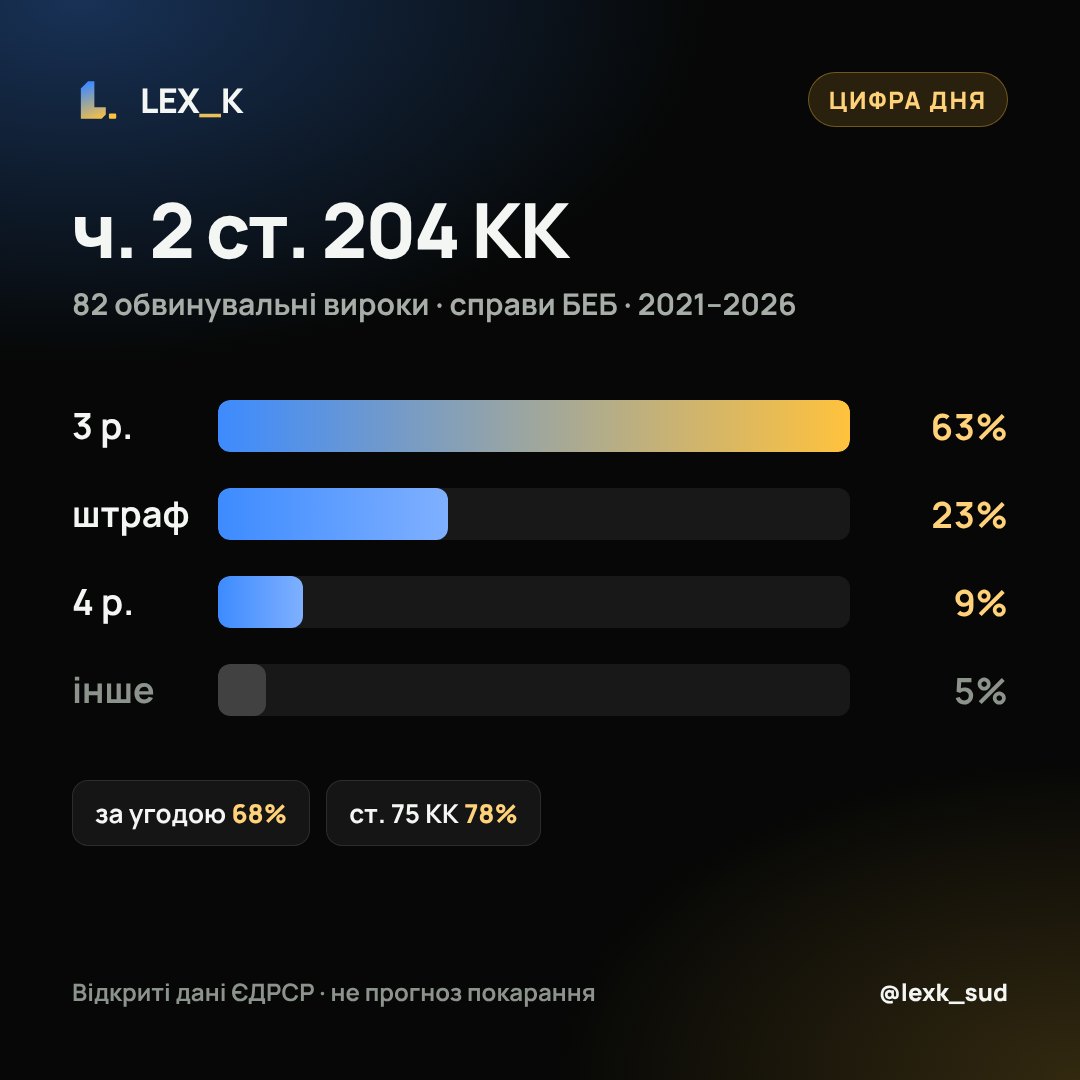 LEX_K
ЦИФРА ДНЯ
ч. 2 ст. 204 КК
82 обвинувальні вироки · справи БЕБ · 2021–2026
3 р. 63%
штраф 23%
4 р. 9%
інше 5%
за угодою 68% ст. 75 КК 78%
Відкриті дані ЄДРСР · не прогноз покарання @lexk_sud